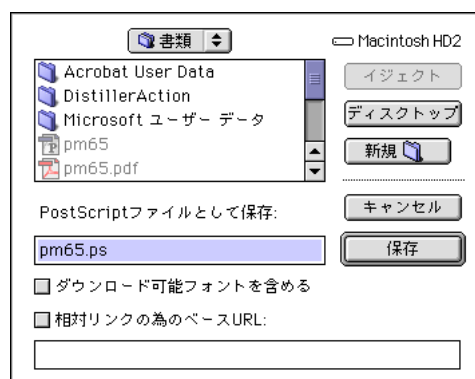 書類
Macintosh HD2
Acrobat User Data
DistillerAction
Microsoft ユーザー データ
pm65
pm65.pdf
イジェクト
デスクトップ
新規
PostScriptファイルとして保存:
キャンセル
pm65.ps
保存
ダウンロード可能フォントを含める
相対リンクの為のベースURL: